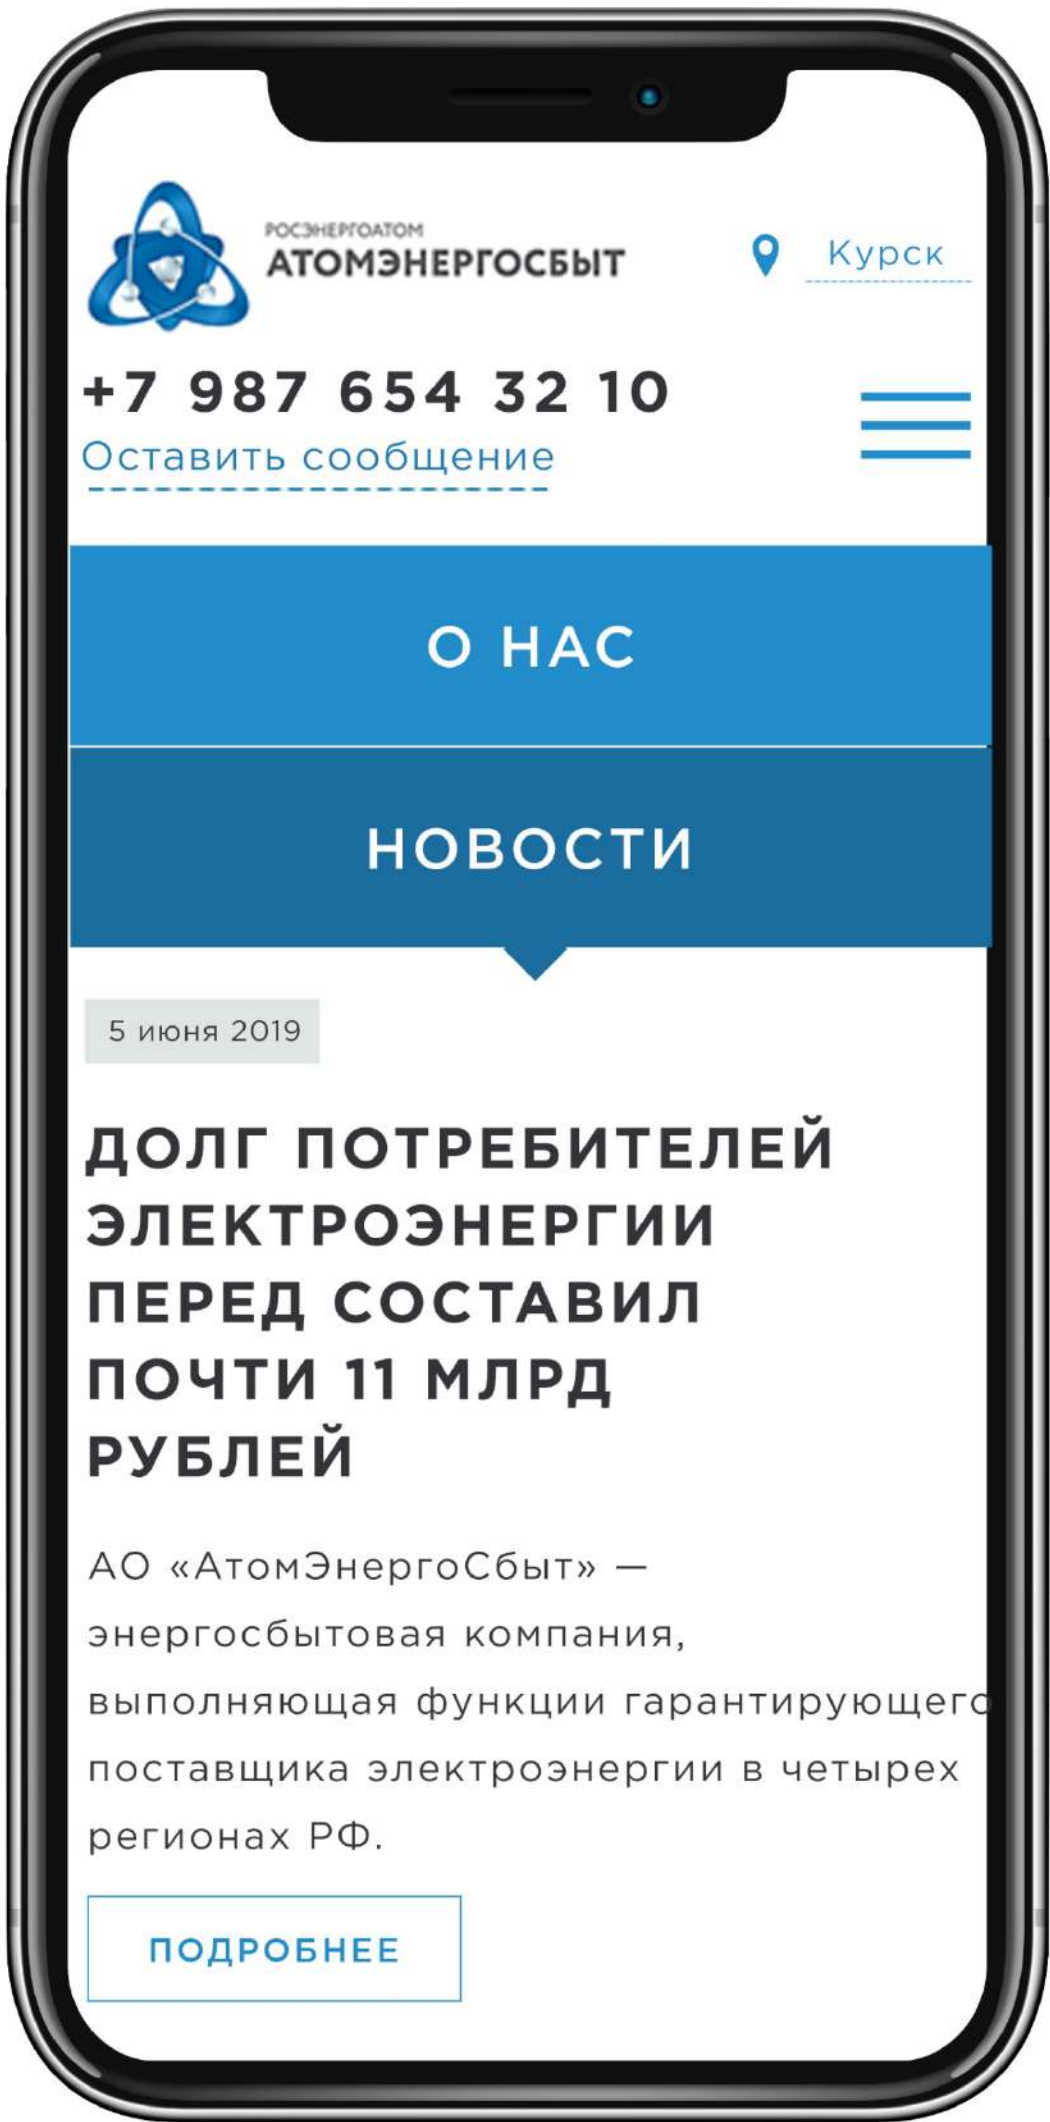 РОСЭНЕРГОАТОМ
АТОМЭНЕРГОСБЫТ
Курск
+7 987 654 32 10
Оставить сообщение
О НАС
НОВОСТИ
5 июня 2019
ДОЛГ ПОТРЕБИТЕЛЕЙ
ЭЛЕКТРОЭНЕРГИИ
ПЕРЕД СОСТАВИЛ
ПОЧТИ 11 МЛРД
РУБЛЕЙ
АО «АтомЭнергоСбыт» —
энергосбытовая компания,
выполняющая функции гарантирующего
поставщика электроэнергии в четырех
регионах РФ.
ПОДРОБНЕЕ